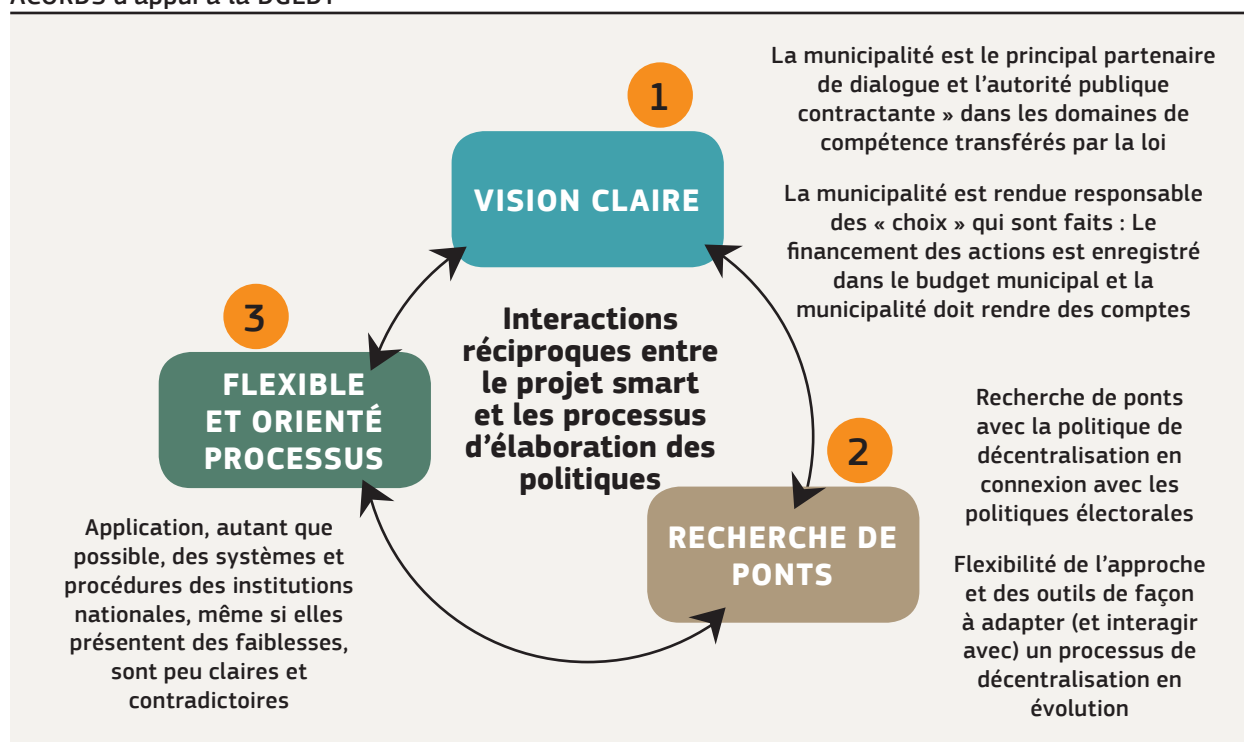 ACORDS d'appui à la DGLDT
1
VISION CLAIRE
La municipalité est le principal partenaire
de dialogue et l'autorité publique
contractante » dans les domaines de
compétence transférés par la loi
La municipalité est rendue responsable
des « choix » qui sont faits : Le
financement des actions est enregistré
dans le budget municipal et la
municipalité doit rendre des comptes
Interactions
réciproques entre
le projet smart
et les processus
d'élaboration des
politiques
2
RECHERCHE DE
PONTS
Recherche de ponts
avec la politique de
décentralisation en
connexion avec les
politiques électorales
Flexibilité de l'approche
et des outils de façon
à adapter (et interagir
avec) un processus de
décentralisation en
évolution
3
FLEXIBLE
ET ORIENTÉ
PROCESSUS
Application, autant que
possible, des systèmes et
procédures des institutions
nationales, même si elles
présentent des faiblesses,
sont peu claires et
contradictoires